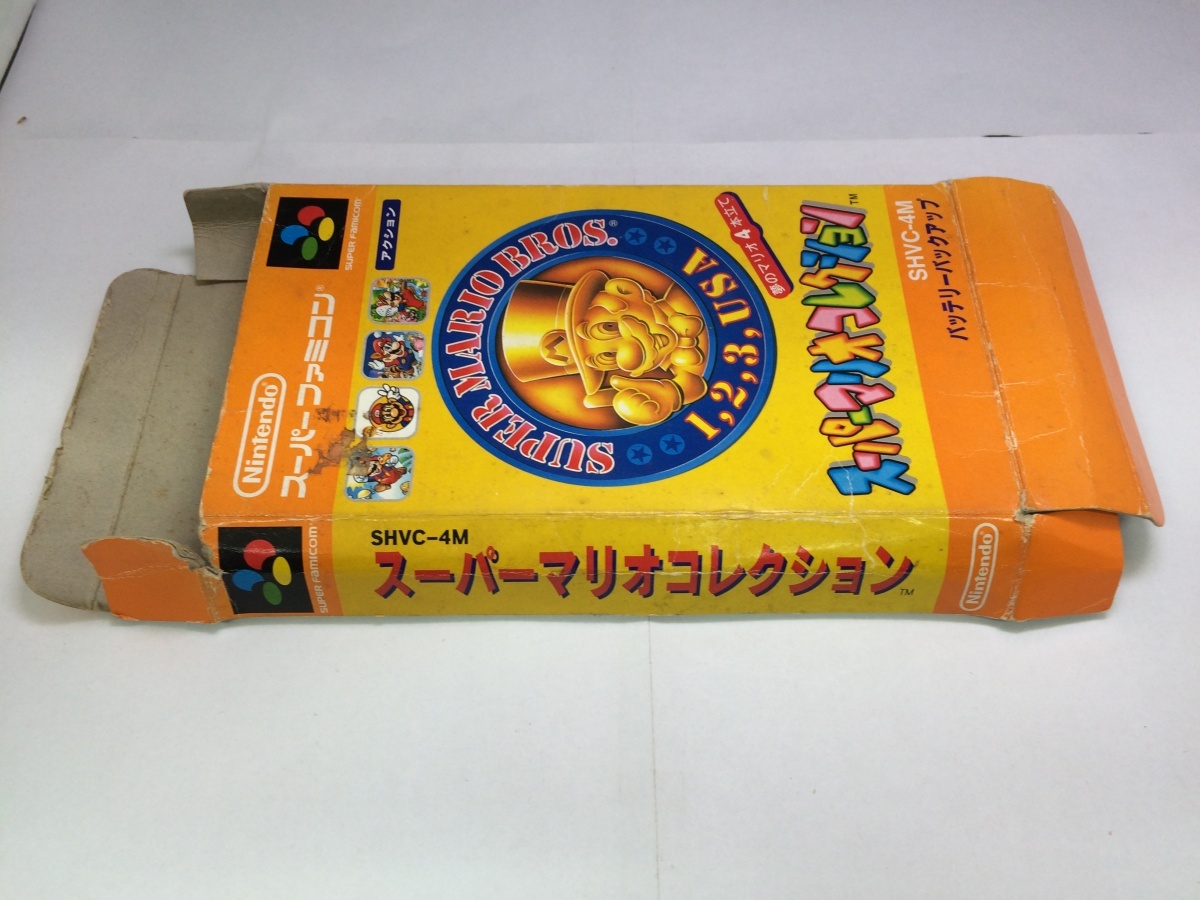 Nintendo®
スーパーファミコン®
SUPER FAMICOM
アクション
SUPER MARIO BROS.®
1,2,3,USA
夢のマリオ4本立て
スーパーマリオコレクション™
SHVC-4M
バッテリーバックアップ
SUPER FAMICOM
SHVC-4M
スーパーマリオコレクション™
Nintendo®